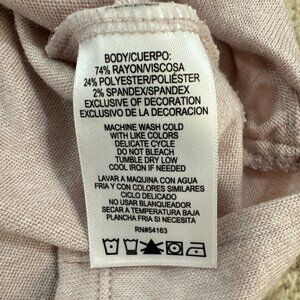 BODY/CUERPO:
74% RAYON/VISCOSA
24% POLYESTER/POLIÉSTER
2% SPANDEX/SPANDEX
EXCLUSIVE OF DECORATION
EXCLUSIVO DE LA DECORACION
MACHINE WASH COLD
WITH LIKE COLORS
DELICATE CYCLE
DO NOT BLEACH
TUMBLE DRY LOW
COOL IRON IF NEEDED
LAVAR A MAQUINA CON AGUA
FRIA Y CON COLORES SIMILARES
CICLO DELICADO
NO USAR BLANQUEADOR
SECAR A TEMPERATURA BAJA
PLANCHA FRIA SI NECESITA
RN#54163